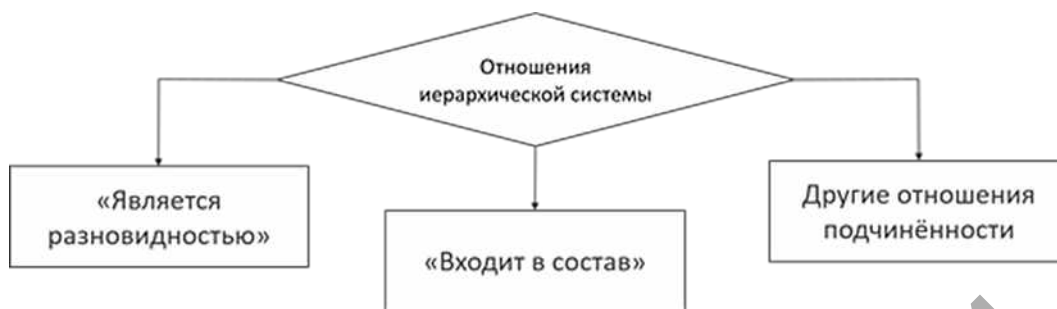 Отношения
иерархической системы
«Является
разновидностью»
«Входит в состав»
Другие отношения
подчинённости